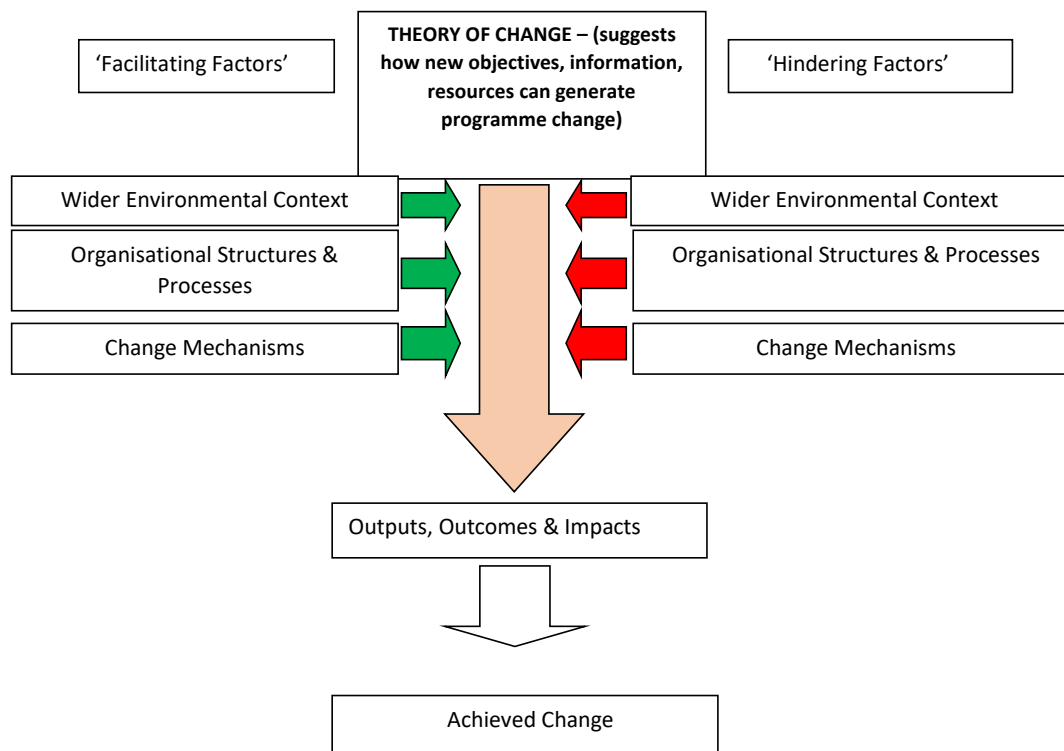 ‘Facilitating Factors’
THEORY OF CHANGE – (suggests
how new objectives, information,
resources can generate
programme change)
‘Hindering Factors’
Wider Environmental Context
Wider Environmental Context
Organisational Structures &
Processes
Organisational Structures & Processes
Change Mechanisms
Change Mechanisms
Outputs, Outcomes & Impacts
Achieved Change